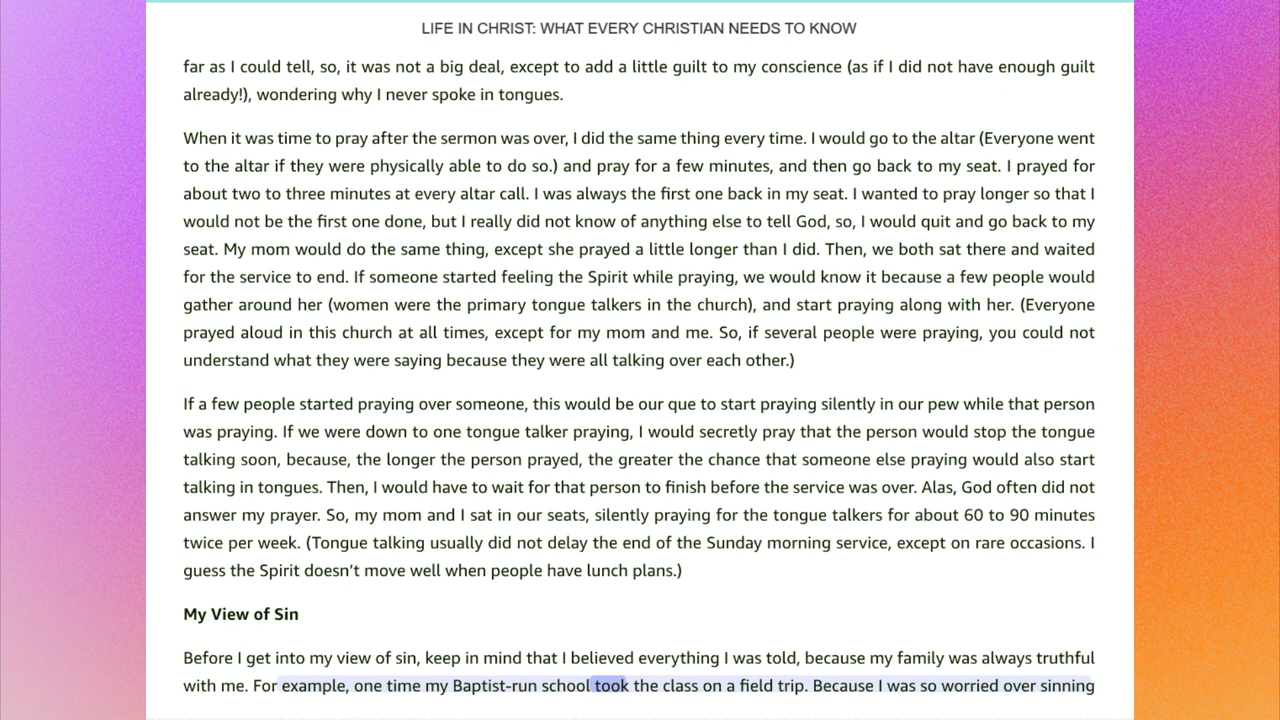 LIFE IN CHRIST: WHAT EVERY CHRISTIAN NEEDS TO KNOW
far as I could tell, so, it was not a big deal, except to add a little guilt to my conscience (as if I did not have enough guilt
already!), wondering why I never spoke in tongues.
When it was time to pray after the sermon was over, I did the same thing every time. I would go to the altar (Everyone went
to the altar if they were physically able to do so.) and pray for a few minutes, and then go back to my seat. I prayed for
about two to three minutes at every altar call. I was always the first one back in my seat. I wanted to pray longer so that I
would not be the first one done, but I really did not know of anything else to tell God, so, I would quit and go back to my
seat. My mom would do the same thing, except she prayed a little longer than I did. Then, we both sat there and waited
for the service to end. If someone started feeling the Spirit while praying, we would know it because a few people would
gather around her (women were the primary tongue talkers in the church), and start praying along with her. (Everyone
prayed aloud in this church at all times, except for my mom and me. So, if several people were praying, you could not
understand what they were saying because they were all talking over each other.)
If a few people started praying over someone, this would be our que to start praying silently in our pew while that person
was praying. If we were down to one tongue talker praying, I would secretly pray that the person would stop the tongue
talking soon, because, the longer the person prayed, the greater the chance that someone else praying would also start
talking in tongues. Then, I would have to wait for that person to finish before the service was over. Alas, God often did not
answer my prayer. So, my mom and I sat in our seats, silently praying for the tongue talkers for about 60 to 90 minutes
twice per week. (Tongue talking usually did not delay the end of the Sunday morning service, except on rare occasions. I
guess the Spirit doesn’t move well when people have lunch plans.)
My View of Sin
Before I get into my view of sin, keep in mind that I believed everything I was told, because my family was always truthful
with me. For example, one time my Baptist-run school took the class on a field trip. Because I was so worried over sinning